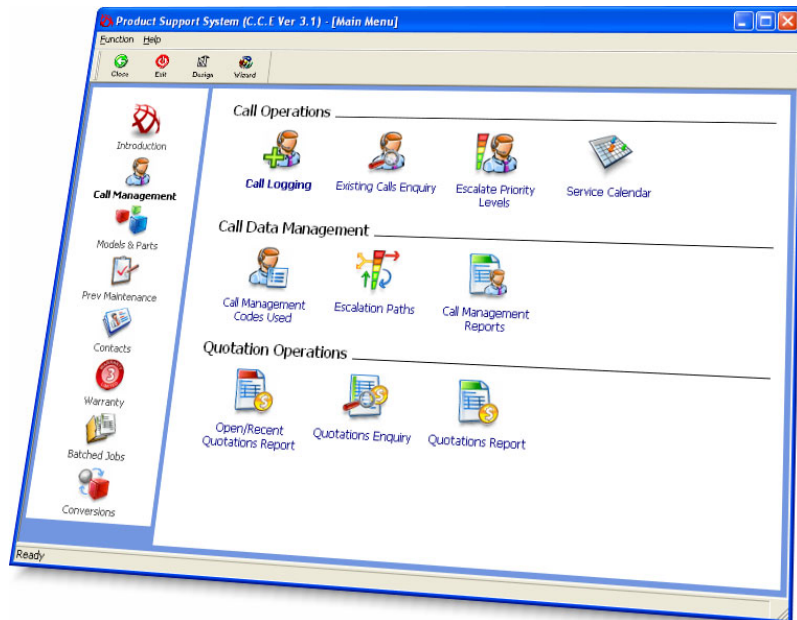 Product Support System (C.C.E Ver 3.1) - [Main Menu]
Function Help
Close Exit Design Wizard
Introduction
Call Management
Models & Parts
Prev Maintenance
Contacts
Warranty
Batched Jobs
Conversions
Call Operations
Call Logging
Existing Calls Enquiry
Escalate Priority
Levels
Service Calendar
Call Data Management
Call Management
Codes Used
Escalation Paths
Call Management
Reports
Quotation Operations
Open/Recent
Quotations Report
Quotations Enquiry
Quotations Report
Ready